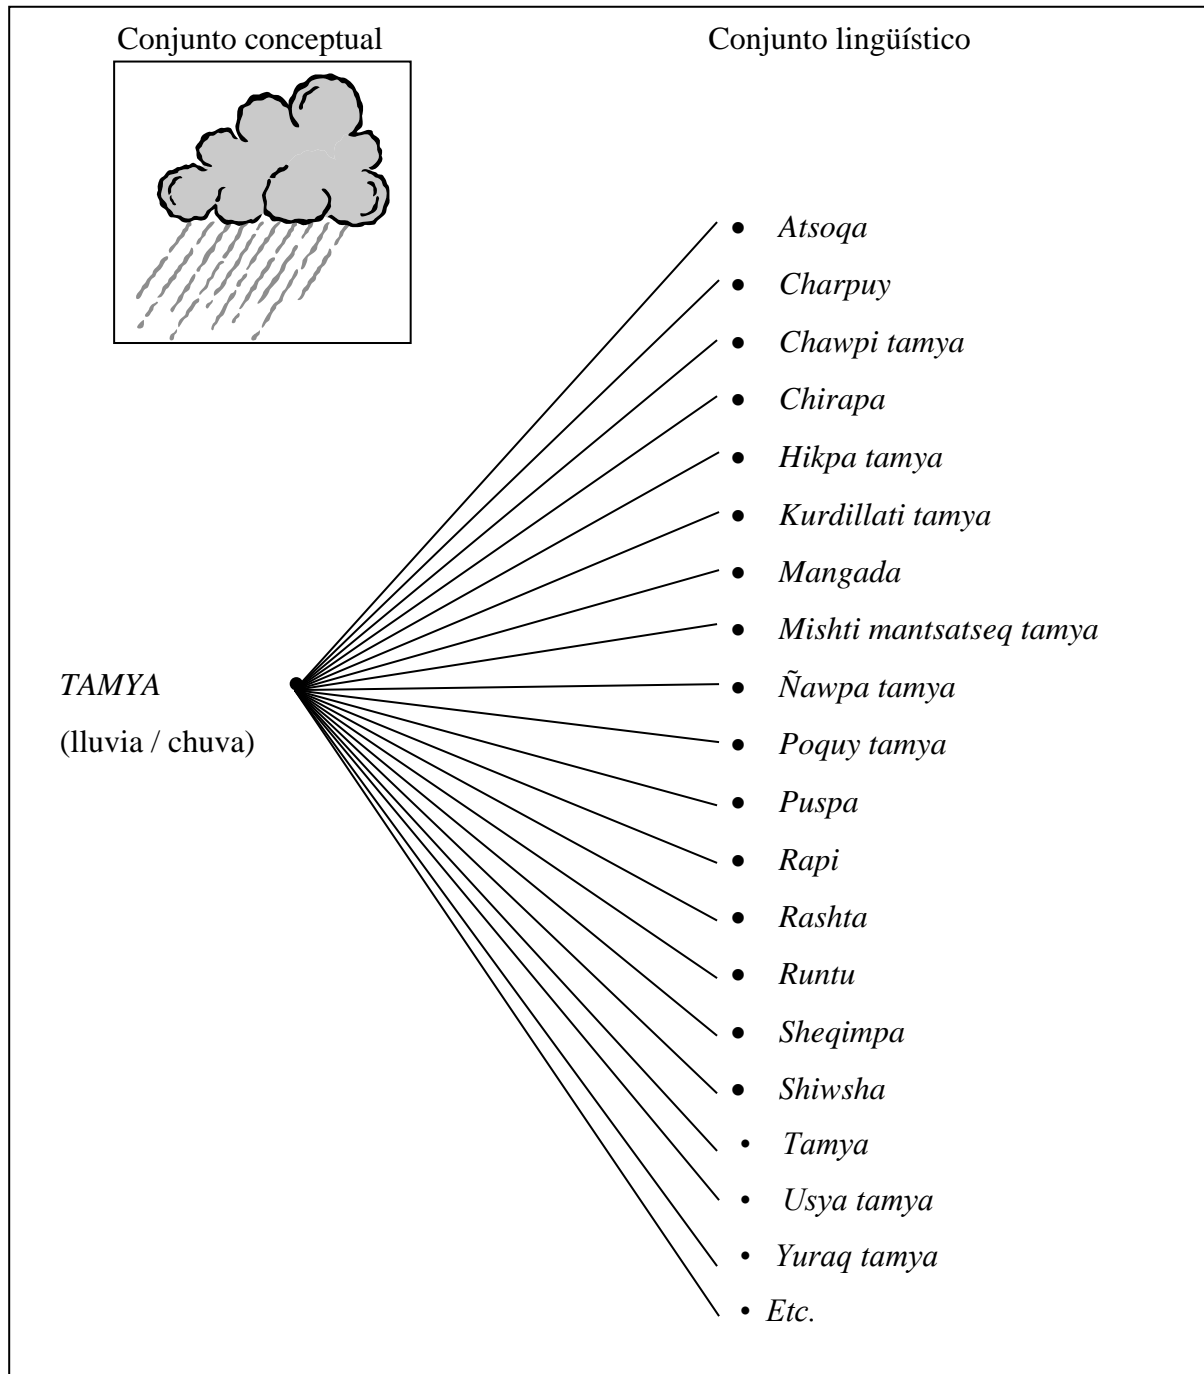 Conjunto conceptual
Conjunto lingüístico
• Atsoqa
• Charpuy
• Chawpi tamya
• Chirapa
• Hikpa tamya
• Kurdillati tamya
• Mangada
• Mishti mantsatseq tamya
TAMYA
• Ñawpa tamya
(lluvia / chuva)
• Poquy tamya
• Puspa
• Rapi
• Rashta
• Runtu
• Sheqimpa
• Shiwsha
• Tamya
• Usya tamya
• Yuraq tamya
• Etc.